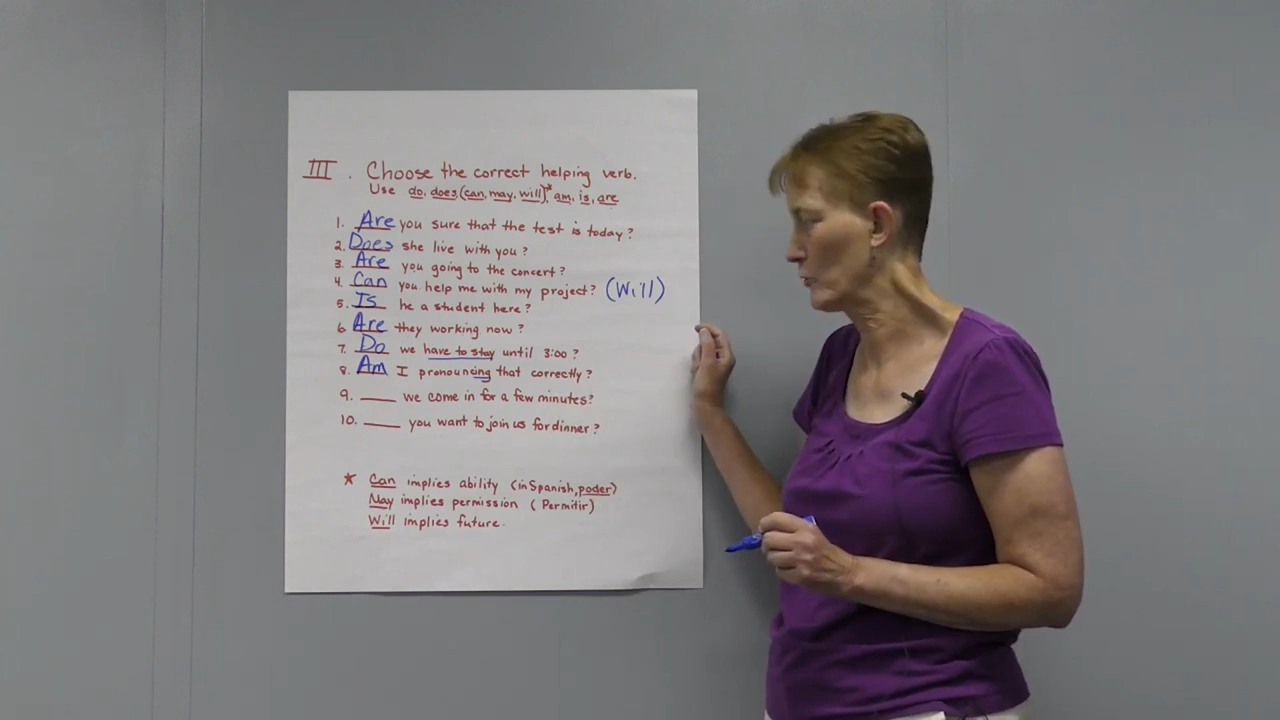 III. Choose the correct helping verb.
Use do, does, (can, may, will)* am, is, are
1. Are you sure that the test is today?
2. Does she live with you?
3. Are you going to the concert?
4. Can you help me with my project? (Will)
5. Is he a student here?
6. Are they working now?
7. Do we have to stay until 3:00?
8. Am I pronouncing that correctly?
9. ____ we come in for a few minutes?
10. ____ you want to join us for dinner?
* Can implies ability (in Spanish, poder)
May implies permission (Permitir)
Will implies future.